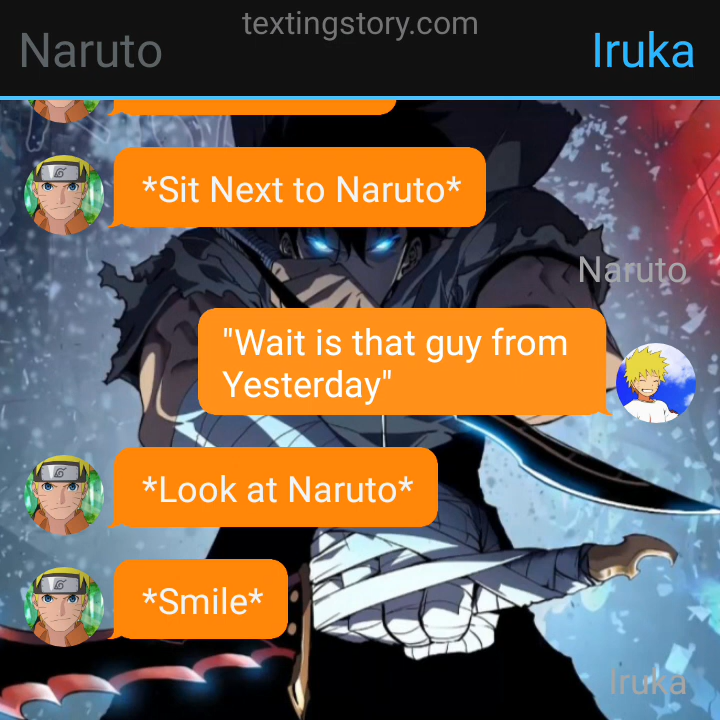 textingstory.com
Naruto
Iruka
*Sit Next to Naruto*
Naruto
"Wait is that guy from
Yesterday"
*Look at Naruto*
*Smile*
Iruka